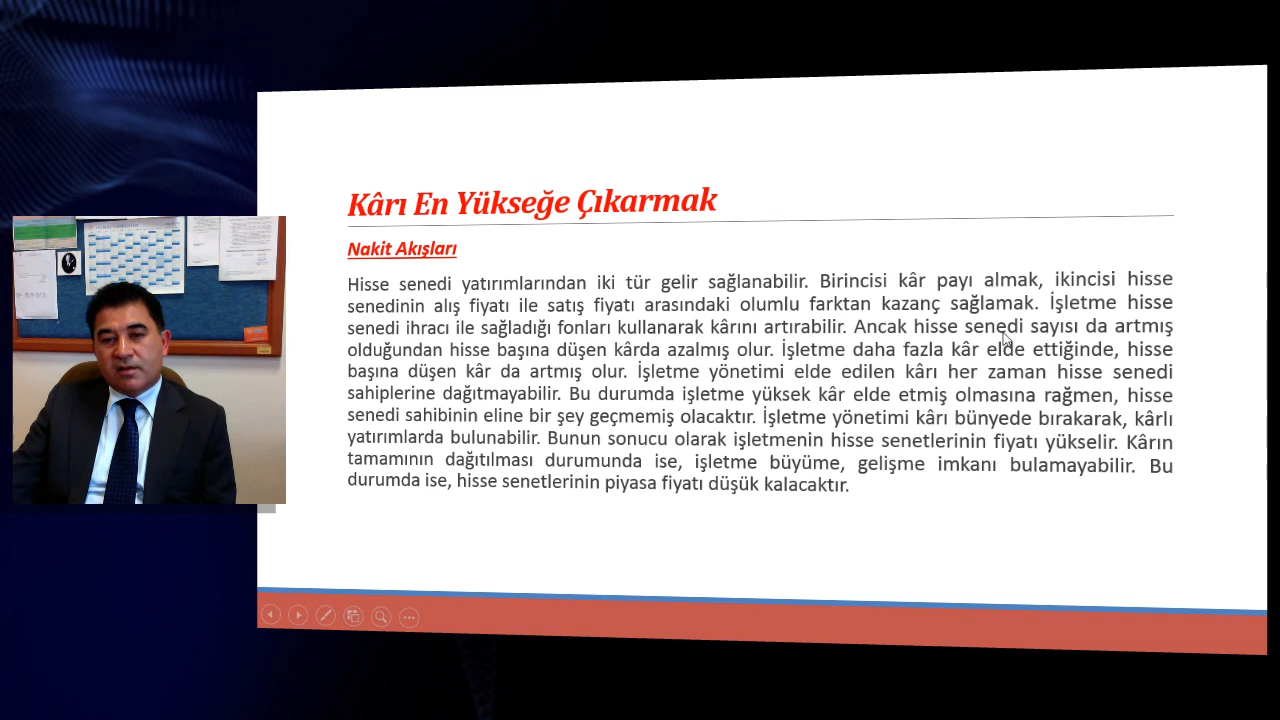 Kârı En Yükseğe Çıkarmak
Nakit Akışları
Hisse senedi yatırımlarından iki tür gelir sağlanabilir. Birincisi kâr payı almak, ikincisi hisse
senedinin alış fiyatı ile satış fiyatı arasındaki olumlu farktan kazanç sağlamak. İşletme hisse
senedi ihracı ile sağladığı fonları kullanarak kârını artırabilir. Ancak hisse senedi sayısı da artmış
olduğundan hisse başına düşen kârda azalmış olur. İşletme daha fazla kâr elde ettiğinde, hisse
başına düşen kâr da artmış olur. İşletme yönetimi elde edilen kârı her zaman hisse senedi
sahiplerine dağıtmayabilir. Bu durumda işletme yüksek kâr elde etmiş olmasına rağmen, hisse
senedi sahibinin eline bir şey geçmemiş olacaktır. İşletme yönetimi kârı bünyede bırakarak, kârlı
yatırımlarda bulunabilir. Bunun sonucu olarak işletmenin hisse senetlerinin fiyatı yükselir. Kârın
tamamının dağıtılması durumunda ise, işletme büyüme, gelişme imkanı bulamayabilir. Bu
durumda ise, hisse senetlerinin piyasa fiyatı düşük kalacaktır.